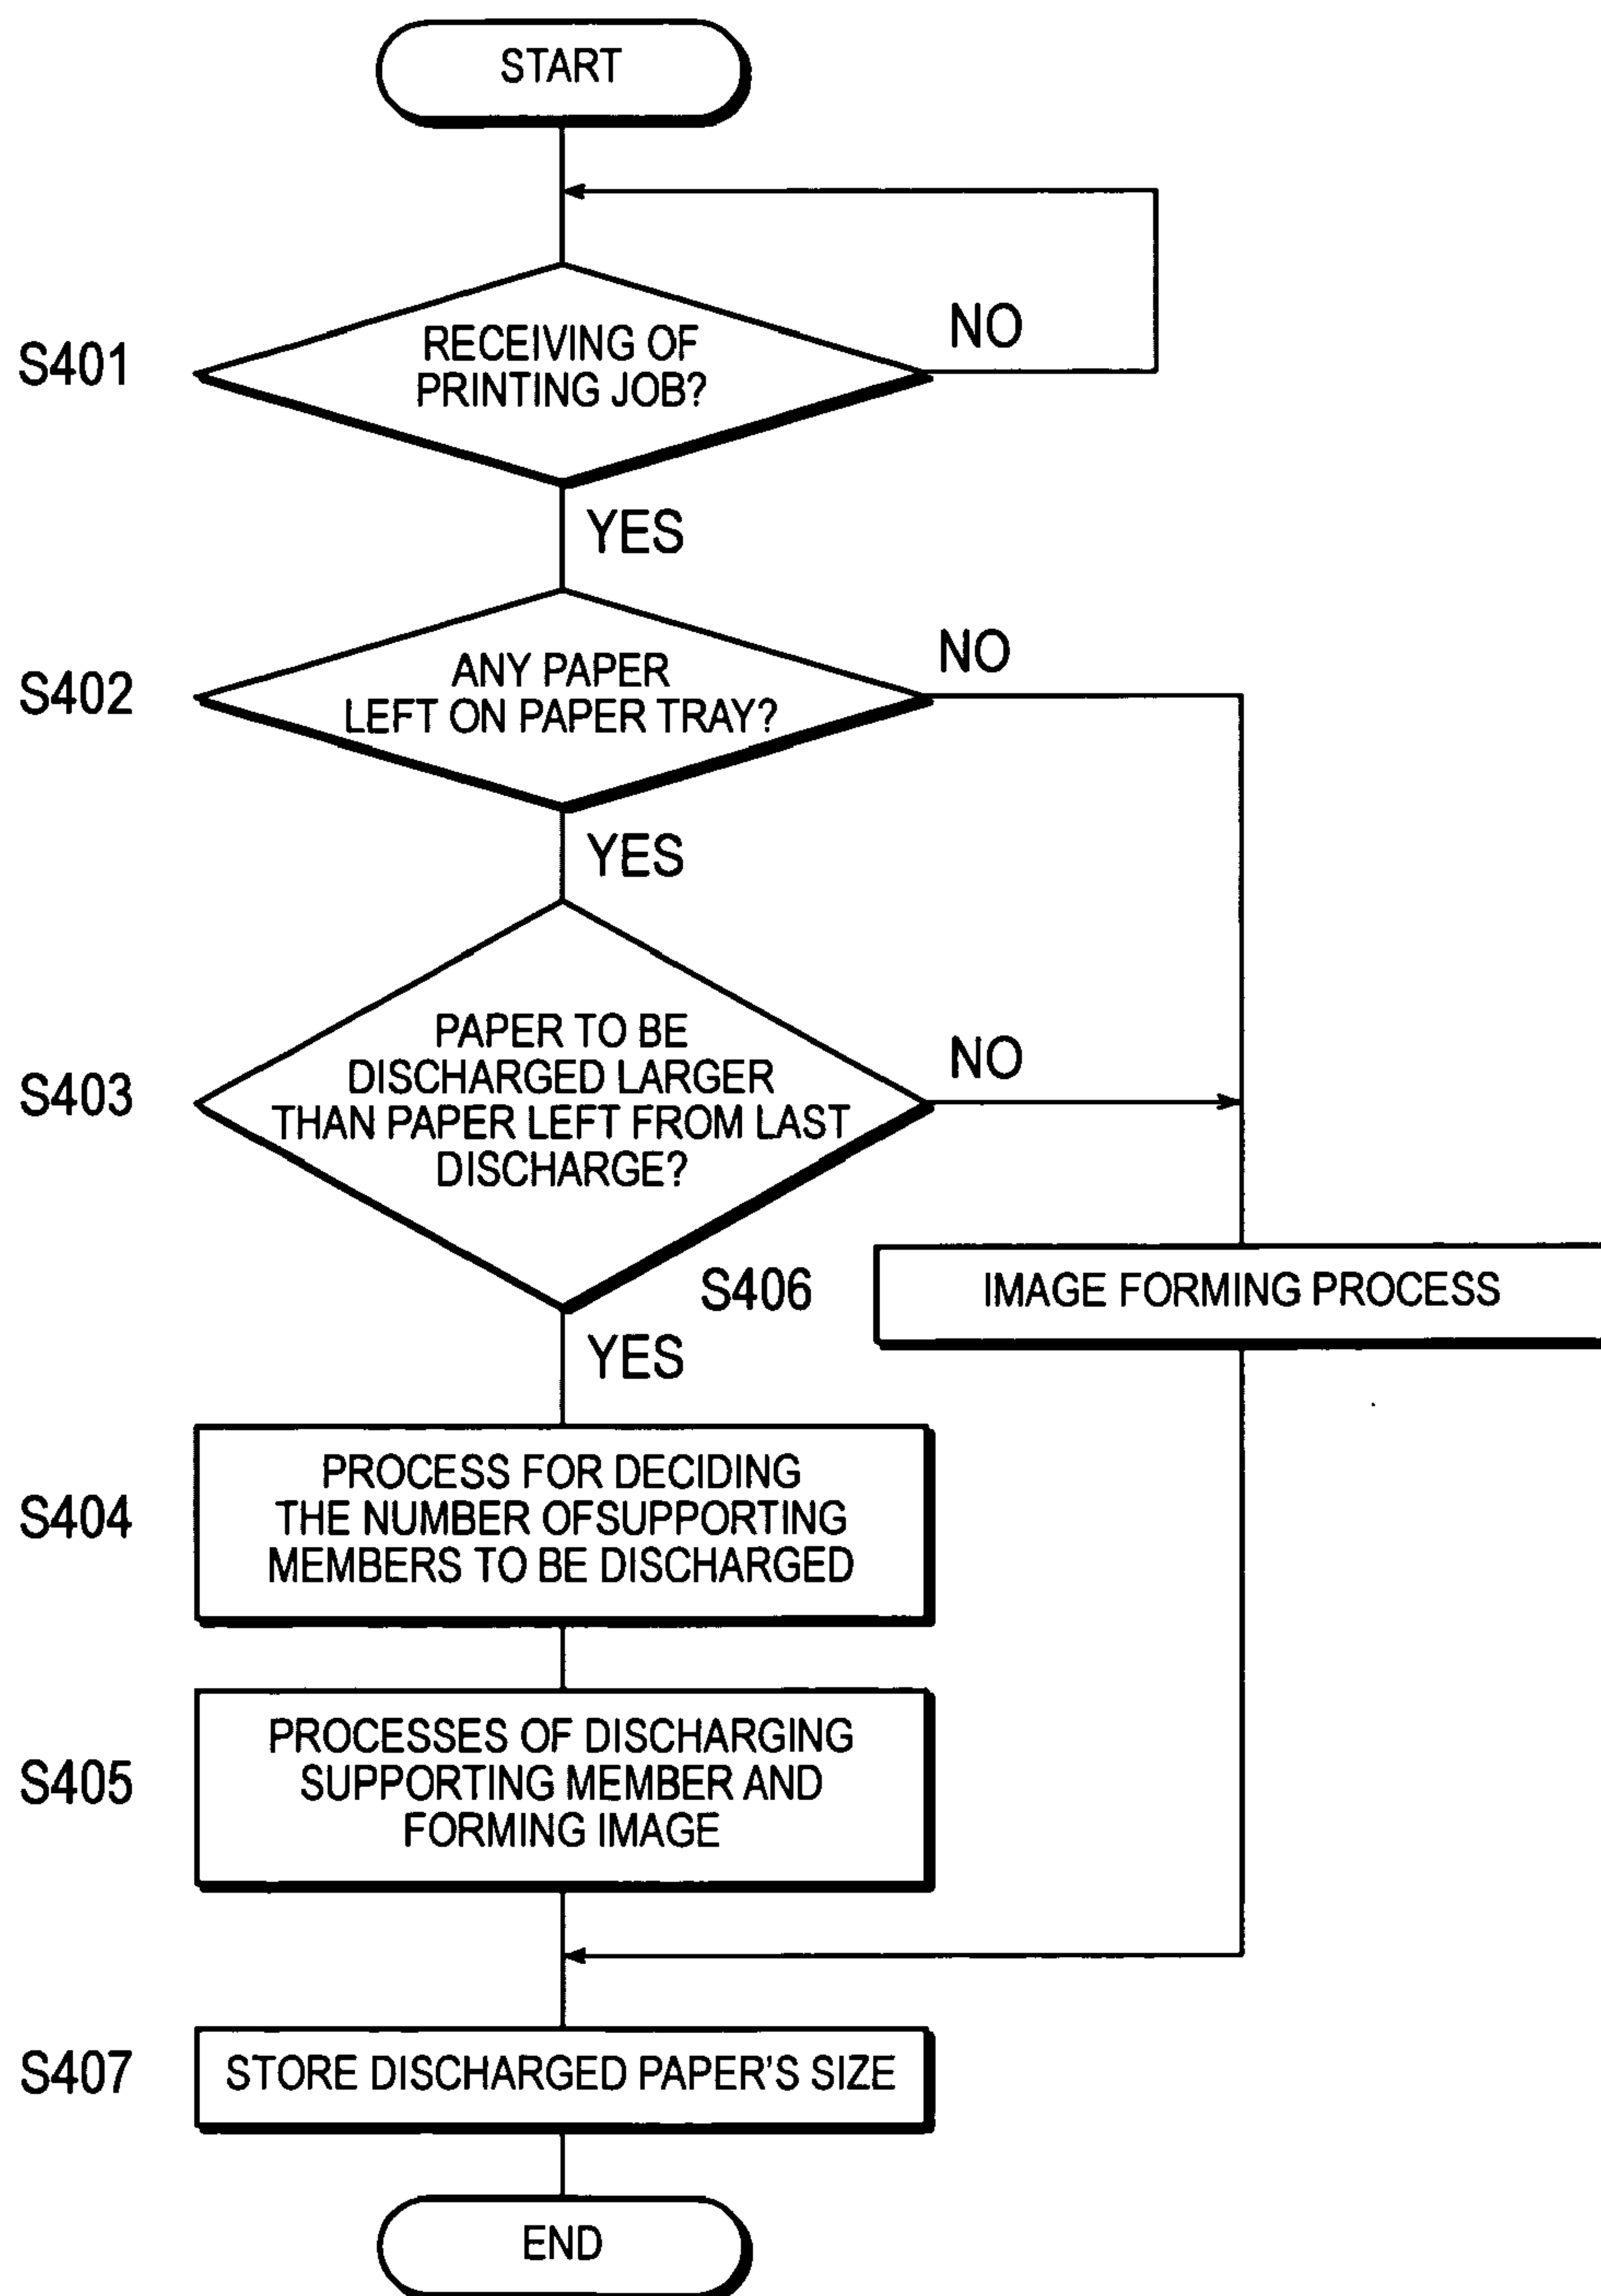 START
S401
RECEIVING OF
PRINTING JOB?
NO
YES
S402
ANY PAPER
LEFT ON PAPER TRAY?
NO
YES
S403
PAPER TO BE
DISCHARGED LARGER
THAN PAPER LEFT FROM LAST
DISCHARGE?
NO
YES
S406
IMAGE FORMING PROCESS
S404
PROCESS FOR DECIDING
THE NUMBER OFSUPPORTING
MEMBERS TO BE DISCHARGED
S405
PROCESSES OF DISCHARGING
SUPPORTING MEMBER AND
FORMING IMAGE
S407
STORE DISCHARGED PAPER'S SIZE
END